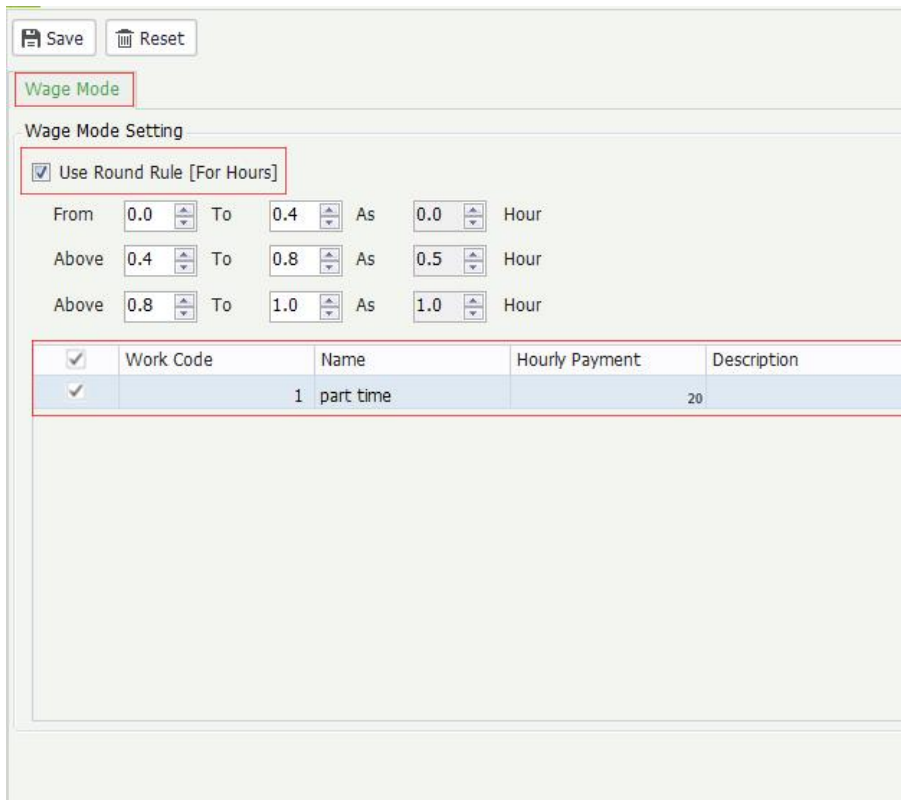 Save Reset
Wage Mode
Wage Mode Setting
Use Round Rule [For Hours]
From 0.0 To 0.4 As 0.0 Hour
Above 0.4 To 0.8 As 0.5 Hour
Above 0.8 To 1.0 As 1.0 Hour
Work Code Name Hourly Payment Description
1 part time 20